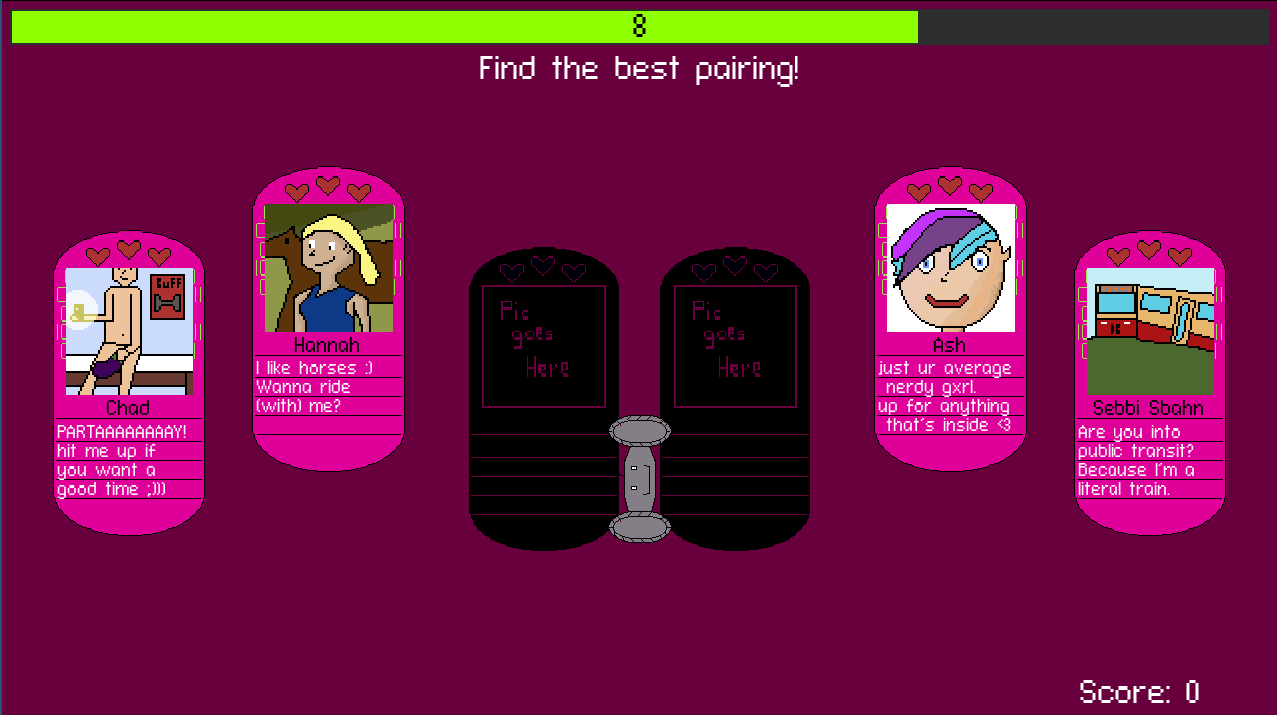 8
Find the best pairing!
Buff
Chad
PARTAAAAAAAAY!
hit me up if
you want a
good time ;)))
Hannah
I like horses :)
Wanna ride
(with) me?
Pic
goes
Here
Pic
goes
Here
Ash
just ur average
nerdy gxrl.
up for anything
that's inside <3
Sebbi Sbahn
Are you into
public transit?
Because I'm a
literal train.
Score: 0